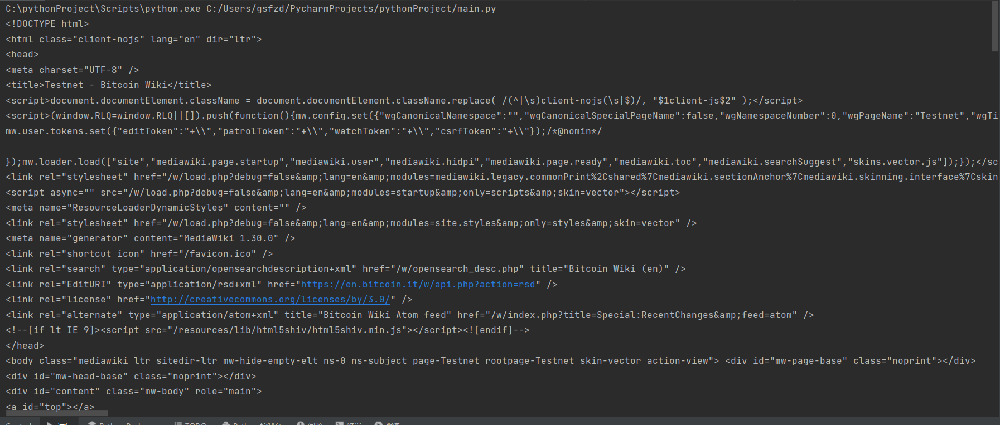 C:\pythonProject\Scripts\python.exe C:/Users/gsfzd/PycharmProjects/pythonProject/main.py
<!DOCTYPE html>
<html class="client-nojs" lang="en" dir="ltr">
<head>
<meta charset="UTF-8" />
<title>Testnet - Bitcoin Wiki</title>
<script>document.documentElement.className = document.documentElement.className.replace( /(^|\s)client-nojs(\s|$)/, "$1client-js$2" );</script>
<script>(window.RLQ=window.RLQ||[]).push(function(){mw.config.set({"wgCanonicalNamespace":"","wgCanonicalSpecialPageName":false,"wgNamespaceNumber":0,"wgPageName":"Testnet","wgTi
mw.user.tokens.set({"editToken":"+\\","patrolToken":"+\\","watchToken":"+\\","csrfToken":"+\\"});/*@nomin*/
});mw.loader.load(["site","mediawiki.page.startup","mediawiki.user","mediawiki.hidpi","mediawiki.page.ready","mediawiki.toc","mediawiki.searchSuggest","skins.vector.js"]);});</sc
<link rel="stylesheet" href="/w/load.php?debug=false&amp;lang=en&amp;modules=mediawiki.legacy.commonPrint%2Cshared%7Cmediawiki.sectionAnchor%7Cmediawiki.skinning.interface%7Cskin
<script async="" src="/w/load.php?debug=false&amp;lang=en&amp;modules=startup&amp;only=scripts&amp;skin=vector"></script>
<meta name="ResourceLoaderDynamicStyles" content="" />
<link rel="stylesheet" href="/w/load.php?debug=false&amp;lang=en&amp;modules=site.styles&amp;only=styles&amp;skin=vector" />
<meta name="generator" content="MediaWiki 1.30.0" />
<link rel="shortcut icon" href="/favicon.ico" />
<link rel="search" type="application/opensearchdescription+xml" href="/w/opensearch_desc.php" title="Bitcoin Wiki (en)" />
<link rel="EditURI" type="application/rsd+xml" href="https://en.bitcoin.it/w/api.php?action=rsd" />
<link rel="license" href="http://creativecommons.org/licenses/by/3.0/" />
<link rel="alternate" type="application/atom+xml" title="Bitcoin Wiki Atom feed" href="/w/index.php?title=Special:RecentChanges&amp;feed=atom" />
<!--[if lt IE 9]><script src="/resources/lib/html5shiv/html5shiv.min.js"></script><![endif]-->
</head>
<body class="mediawiki ltr sitedir-ltr mw-hide-empty-elt ns-0 ns-subject page-Testnet rootpage-Testnet skin-vector action-view"> <div id="mw-page-base" class="noprint"></div>
<div id="mw-head-base" class="noprint"></div>
<div id="content" class="mw-body" role="main">
<a id="top"></a>
运行 TODO Python 控制台 问题 终端 服务